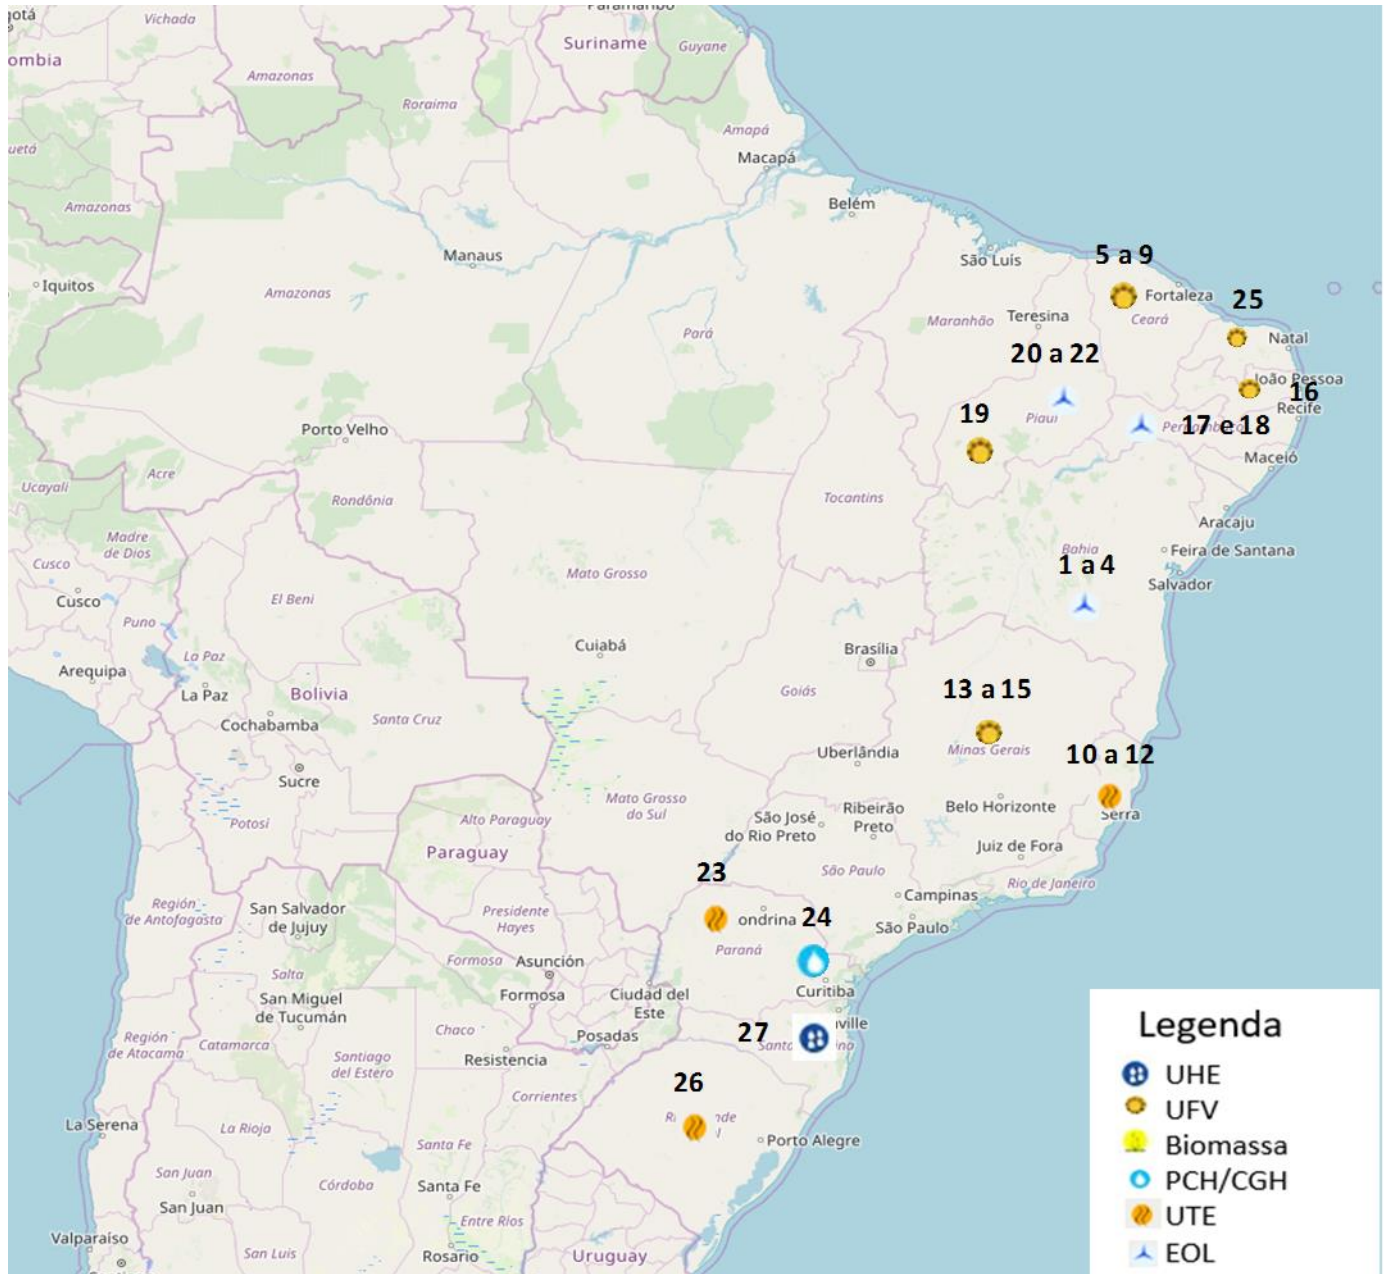 Paramaribo
Vichada
Suriname
Guyane
ombia
Amazonas
Roraima
Amapá
Macapá
uetá
Amazonas
Belém
Manaus
São Luís
5 a 9
Iquitos
Amazonas
Fortaleza
25
Teresina
Maranhão
Ceará
Pará
Natal
20 a 22
João Pessoa
16
19
Piauí
Recife
Porto Velho
17 e 18
Maceió
Acre
Ucayali
Rondônia
Tocantins
Aracaju
Madre
de Dios
Bahia
Feira de Santana
Cusco
1 a 4
Mato Grosso
Salvador
Cusco
El Beni
Puno
Cuiabá
Brasília
La Paz
Arequipa
La Paz
Bolivia
Goiás
13 a 15
Cochabamba
Santa Cruz
Uberlândia
Minas Gerais
10 a 12
Sucre
Mato Grosso
do Sul
Belo Horizonte
Potosí
Alto Paraguay
São José
do Rio Preto
Ribeirão
Preto
Serra
Paraguay
Juiz de Fora
23
São Paulo
Rio de Janeiro
Campinas
Región
de Antofagasta
San Salvador
de Jujuy
Presidente
Hayes
ondrina
24
São Paulo
Paraná
Formosa
Asunción
Salta
Curitiba
San Miguel
de Tucumán
Formosa
Ciudad del
Este
27
ville
Región
de Atacama
Catamarca
Chaco
Posadas
Santa
ina
Santiago
del Estero
Resistencia
26
Corrientes
La Serena
La Rioja
Porto Alegre
Santa Fe
San Juan
Córdoba
Santa Fe
San Juan
Entre Ríos
Valparaíso
San Luis
Rosario
Uruguay
Legenda
UHE
UFV
Biomassa
PCH/CGH
UTE
EOL